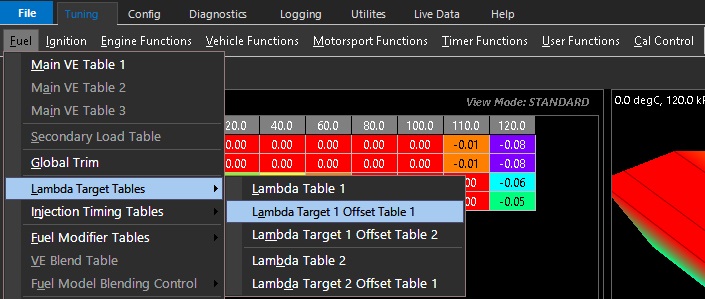 File Tuning Config Diagnostics Logging Utilites Live Data Help
Fuel Ignition Engine Functions Vehicle Functions Motorsport Functions Timer Functions User Functions Cal Control
Main VE Table 1
Main VE Table 2
Main VE Table 3
View Mode: STANDARD
0.0 degC, 120.0
20.0 40.0 60.0 80.0 100.0 110.0 120.0
Secondary Load Table
0.00 0.00 0.00 0.00 0.00 -0.01 -0.08
Global Trim
0.00 0.00 0.00 0.00 0.00 -0.01 -0.08
Lambda Target Tables
Lambda Table 1
-0.06
Injection Timing Tables
Lambda Target 1 Offset Table 1
-0.05
Fuel Modifier Tables
Lambda Target 1 Offset Table 2
VE Blend Table
Lambda Table 2
Fuel Model Blending Control
Lambda Target 2 Offset Table 1